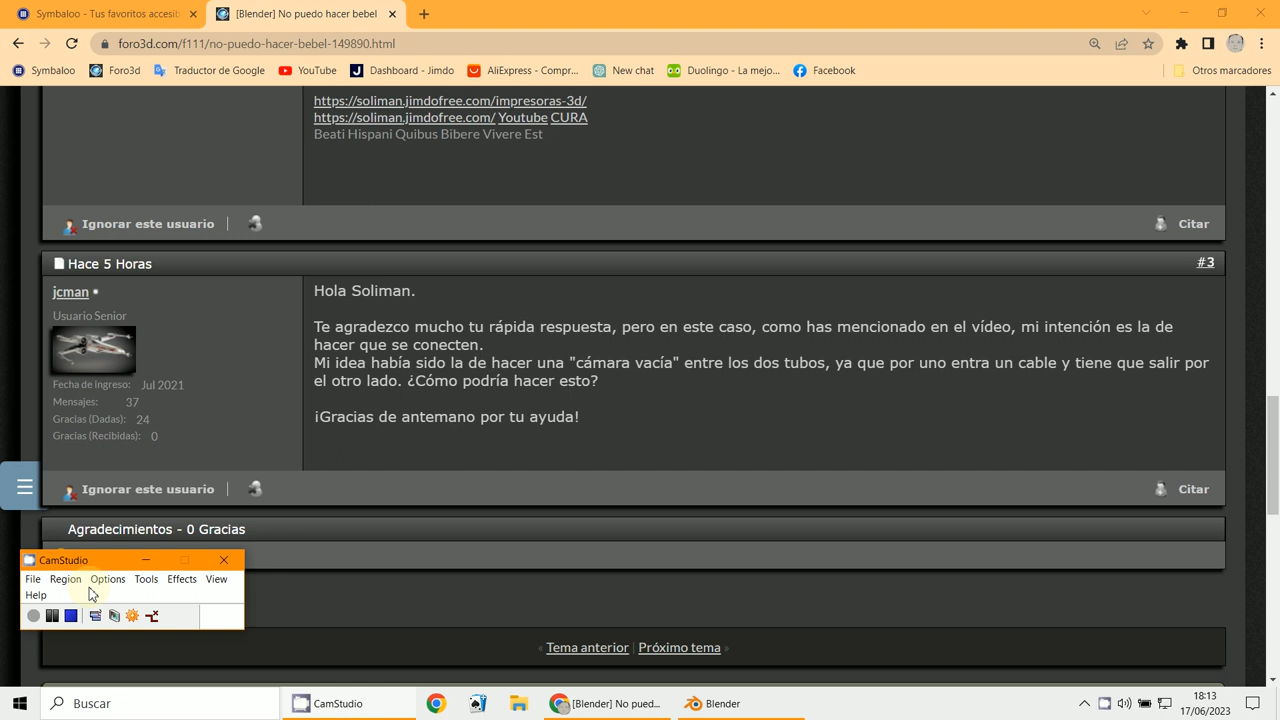 Symbaloo - Tus favoritos accesib
[Blender] No puedo hacer bebel
foro3d.com/f111/no-puedo-hacer-bebel-149890.html
Symbaloo
Foro3d
Traductor de Google
YouTube
Dashboard - Jimdo
AliExpress - Compr...
New chat
Duolingo - La mejo...
Facebook
Otros marcadores
https://soliman.jimdofree.com/impresoras-3d/
https://soliman.jimdofree.com/ Youtube CURA
Beati Hispani Quibus Bibere Vivere Est
Ignorar este usuario
Citar
Hace 5 Horas
#3
jcman
Usuario Senior
Fecha de ingreso: Jul 2021
Mensajes: 37
Gracias (Dadas): 24
Gracias (Recibidas): 0
Hola Soliman.
Te agradezco mucho tu rápida respuesta, pero en este caso, como has mencionado en el vídeo, mi intención es la de
hacer que se conecten.
Mi idea había sido la de hacer una "cámara vacía" entre los dos tubos, ya que por uno entra un cable y tiene que salir por
el otro lado. ¿Cómo podría hacer esto?
¡Gracias de antemano por tu ayuda!
Ignorar este usuario
Citar
Agradecimientos - 0 Gracias
CamStudio
File Region Options Tools Effects View
Help
« Tema anterior | Próximo tema »
Buscar
CamStudio
[Blender] No pued...
Blender
18:13
17/06/2023